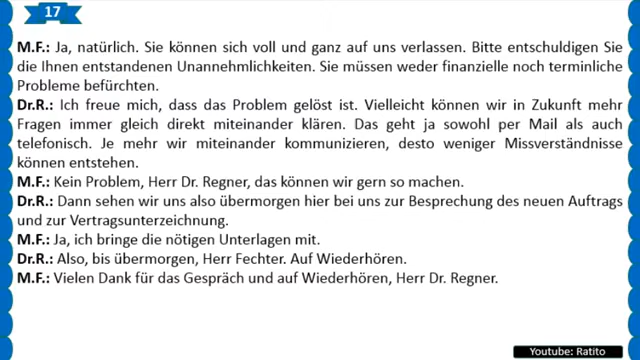 17
M.F.: Ja, natürlich. Sie können sich voll und ganz auf uns verlassen. Bitte entschuldigen Sie
die Ihnen entstandenen Unannehmlichkeiten. Sie müssen weder finanzielle noch terminliche
Probleme befürchten.
Dr.R.: Ich freue mich, dass das Problem gelöst ist. Vielleicht können wir in Zukunft mehr
Fragen immer gleich direkt miteinander klären. Das geht ja sowohl per Mail als auch
telefonisch. Je mehr wir miteinander kommunizieren, desto weniger Missverständnisse
können entstehen.
M.F.: Kein Problem, Herr Dr. Regner, das können wir gern so machen.
Dr.R.: Dann sehen wir uns also übermorgen hier bei uns zur Besprechung des neuen Auftrags
und zur Vertragsunterzeichnung.
M.F.: Ja, ich bringe die nötigen Unterlagen mit.
Dr.R.: Also, bis übermorgen, Herr Fechter. Auf Wiederhören.
M.F.: Vielen Dank für das Gespräch und auf Wiederhören, Herr Dr. Regner.
Youtube: Ratito